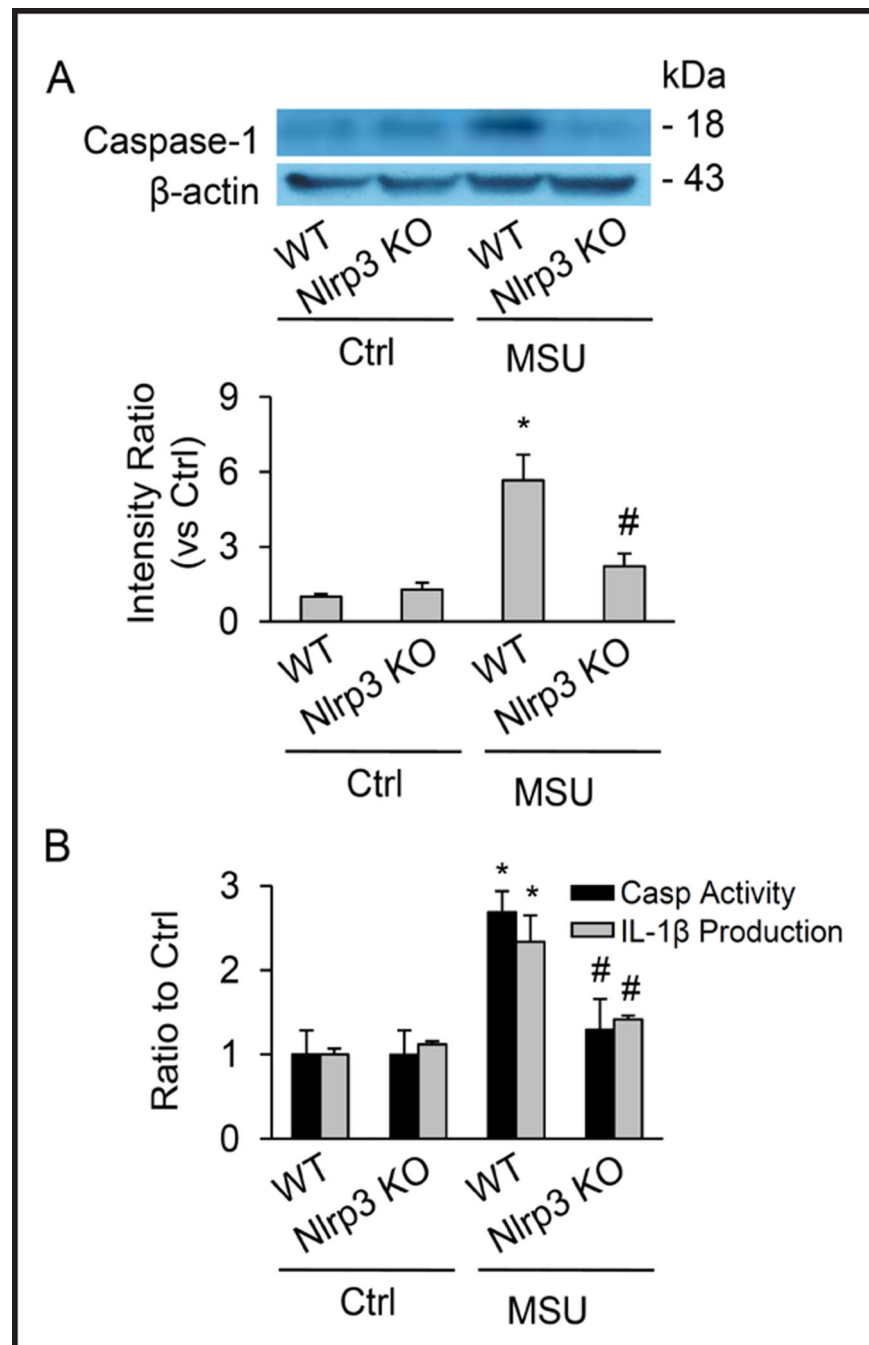 A
kDa
Caspase-1
- 18
β-actin
- 43
WT
Nlrp3 KO
WT
Nlrp3 KO
Ctrl
MSU
Intensity Ratio
(vs Ctrl)
9
6
3
0
*
#
WT
Nlrp3 KO
WT
Nlrp3 KO
Ctrl
MSU
B
Ratio to Ctrl
3
2
1
0
* *
# #
Casp Activity
IL-1β Production
WT
Nlrp3 KO
WT
Nlrp3 KO
Ctrl
MSU